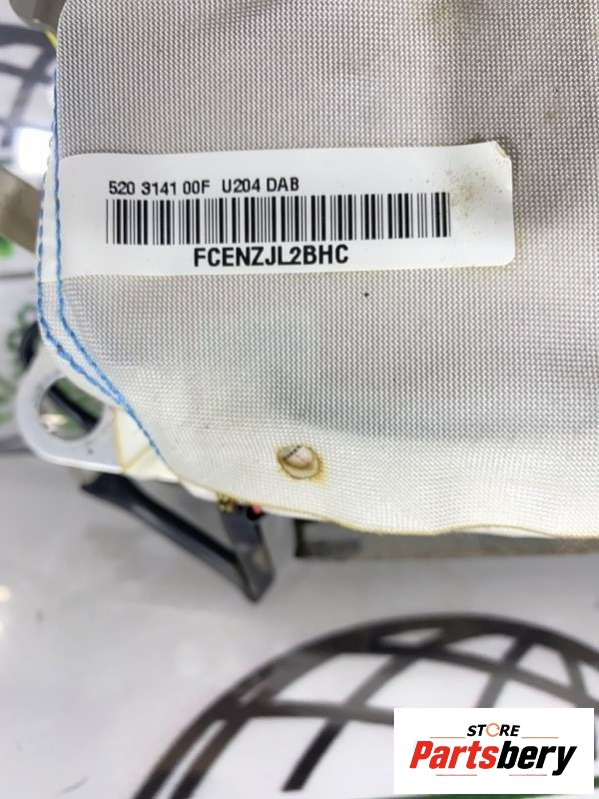 520 3141 00F U204 DAB
FCENZJL2BHC
STORE
Partsbery